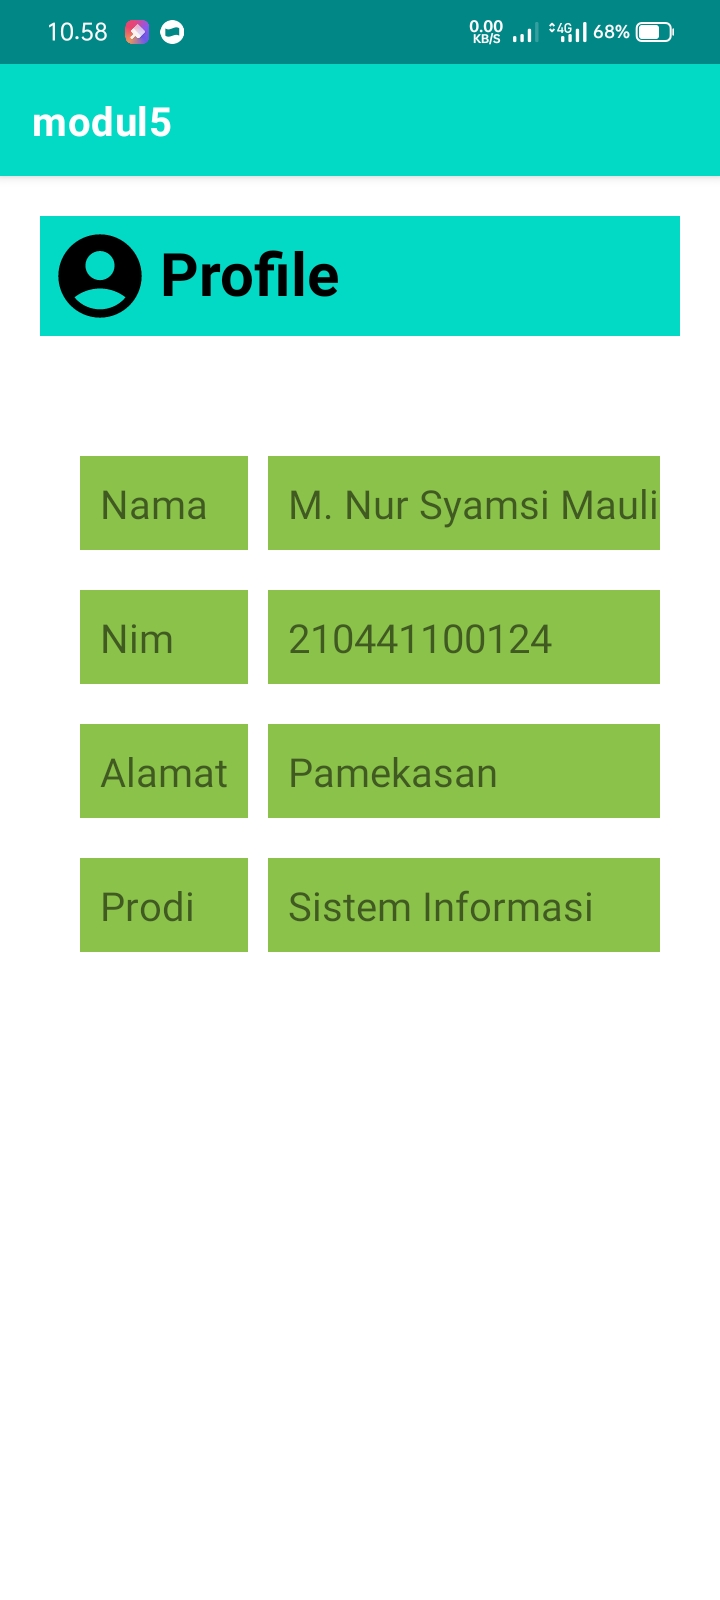 10.58 0.00 KB/S 4G 68%
modul5
Profile
Nama M. Nur Syamsi Mauli
Nim 210441100124
Alamat Pamekasan
Prodi Sistem Informasi